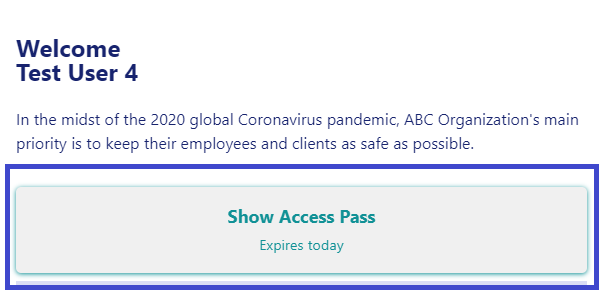 Welcome
Test User 4
In the midst of the 2020 global Coronavirus pandemic, ABC Organization's main
priority is to keep their employees and clients as safe as possible.
Show Access Pass
Expires today